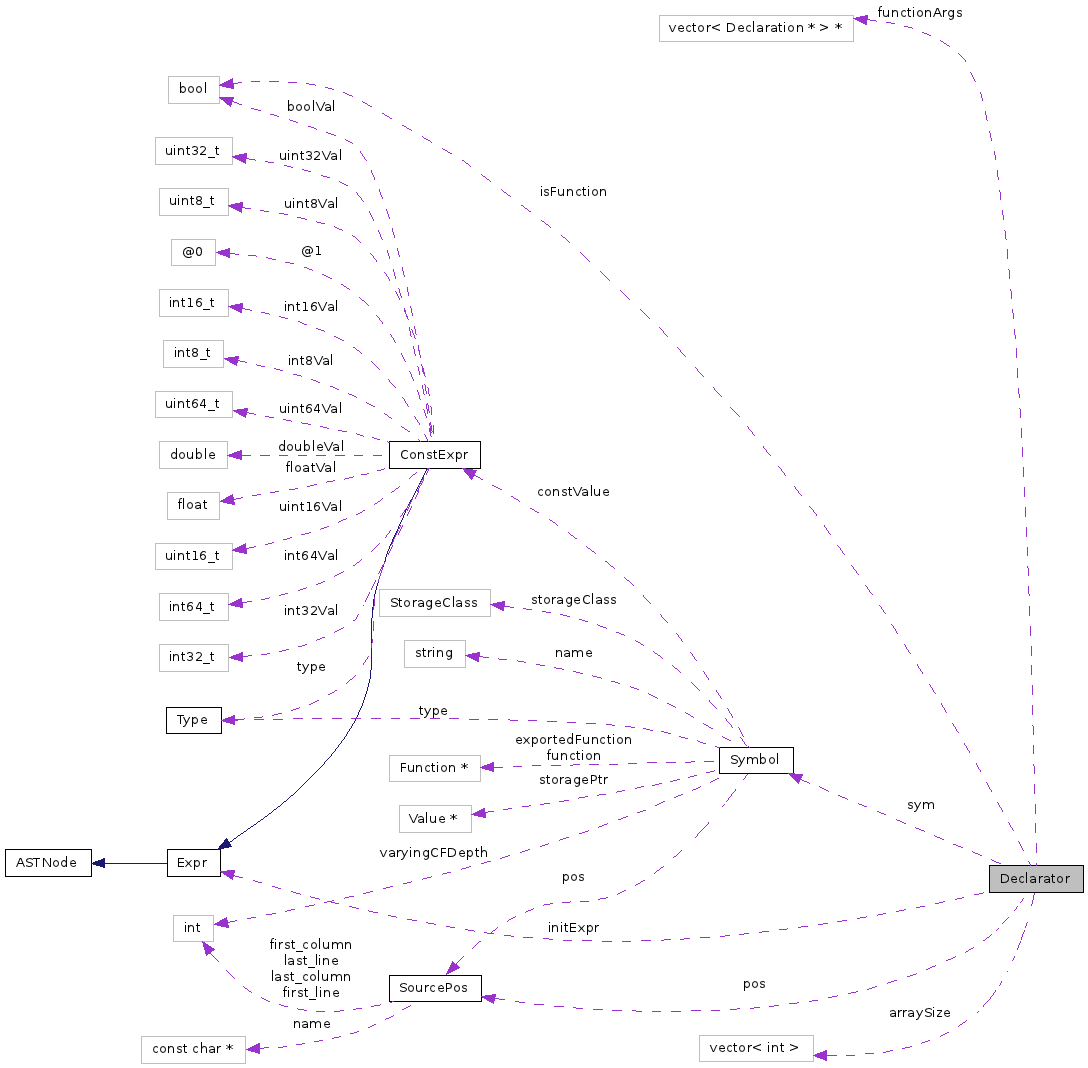 functionArgs
vector< Declaration * > *
bool
boolVal
uint32_t
uint32Val
isFunction
uint8_t
uint8Val
@0
@1
int16_t
int16Val
int8_t
int8Val
uint64_t
uint64Val
double
doubleVal
ConstExpr
floatVal
float
constValue
uint16Val
uint16_t
int64Val
int64_t
StorageClass
storageClass
int32Val
int32_t
string
name
type
Type
type
exportedFunction
function
Function *
Symbol
storagePtr
Value *
sym
varyingCFDepth
ASTNode
Expr
pos
Declarator
int
initExpr
first_column
last_line
last_column
first_line
SourcePos
pos
name
arraySize
const char *
vector< int >